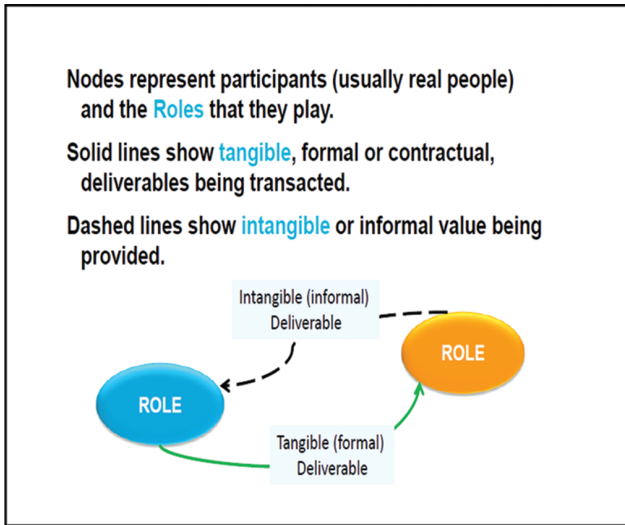 Nodes represent participants (usually real people)
and the Roles that they play.
Solid lines show tangible, formal or contractual,
deliverables being transacted.
Dashed lines show intangible or informal value being
provided.
Intangible (informal)
Deliverable
ROLE
ROLE
Tangible (formal)
Deliverable